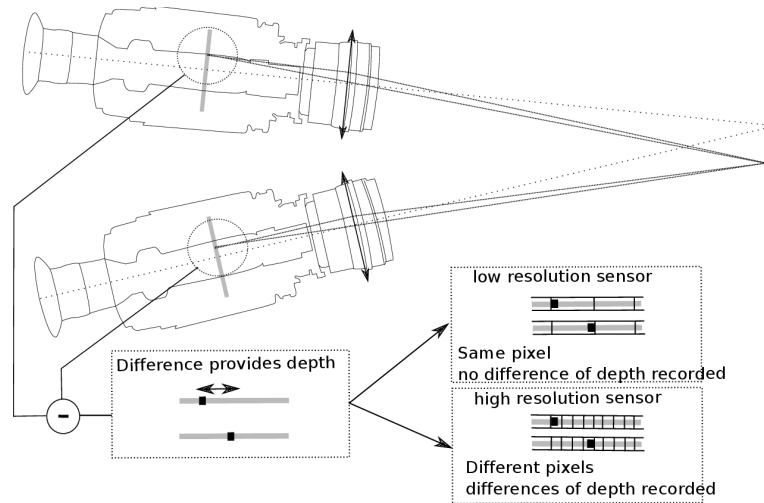 low resolution sensor
Same pixel
no difference of depth recorded
Difference provides depth
-
high resolution sensor
Different pixels
differences of depth recorded